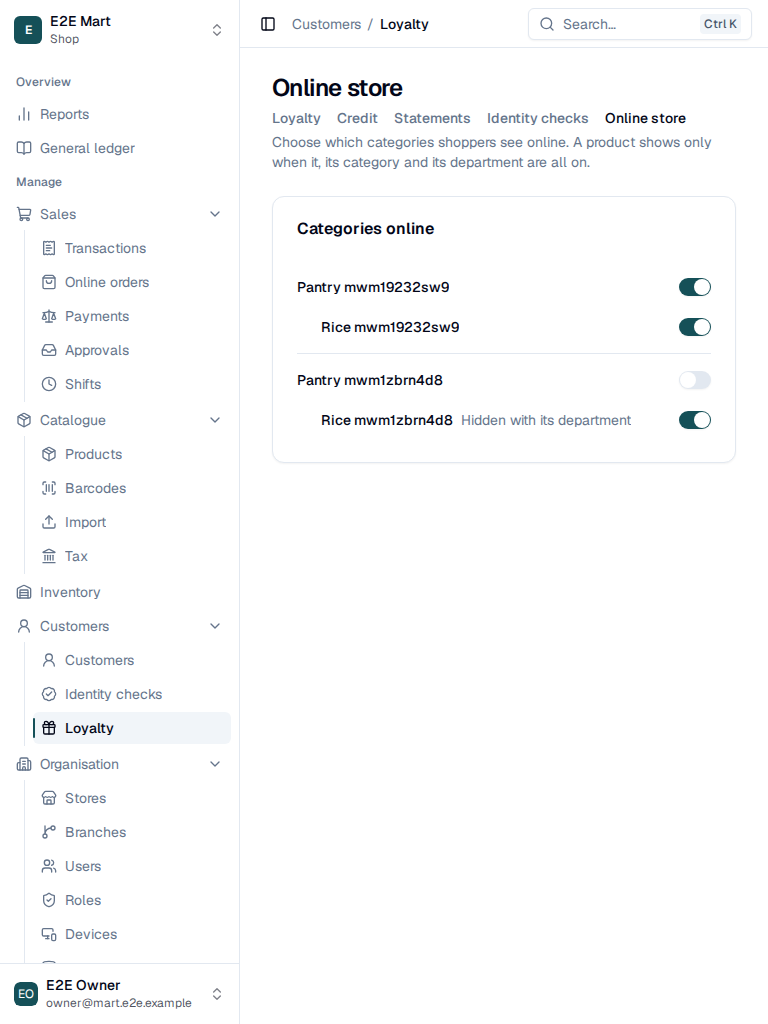 E
E2E Mart
Shop
Overview
Reports
General ledger
Manage
Sales
Transactions
Online orders
Payments
Approvals
Shifts
Catalogue
Products
Barcodes
Import
Tax
Inventory
Customers
Customers
Identity checks
Loyalty
Organisation
Stores
Branches
Users
Roles
Devices
EO
E2E Owner
owner@mart.e2e.example
Customers / Loyalty
Search...
Ctrl K
Online store
Loyalty Credit Statements Identity checks Online store
Choose which categories shoppers see online. A product shows only
when it, its category and its department are all on.
Categories online
Pantry mwm19232sw9
Rice mwm19232sw9
Pantry mwm1zbrn4d8
Rice mwm1zbrn4d8 Hidden with its department